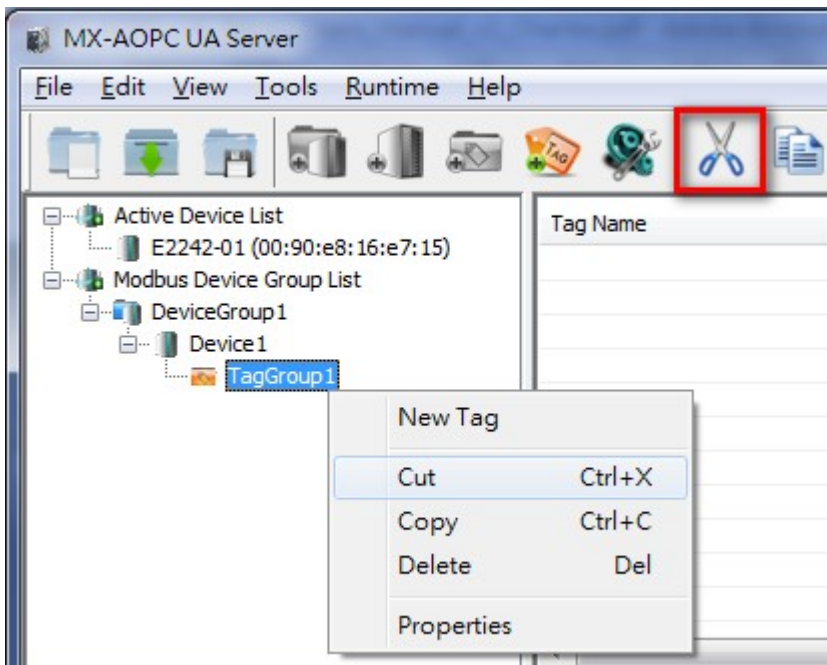 MX-AOPC UA Server
File Edit View Tools Runtime Help
TAG
Active Device List
E2242-01 (00:90:e8:16:e7:15)
Modbus Device Group List
DeviceGroup1
Device1
TagGroup1
Tag Name
New Tag
Cut Ctrl+X
Copy Ctrl+C
Delete Del
Properties